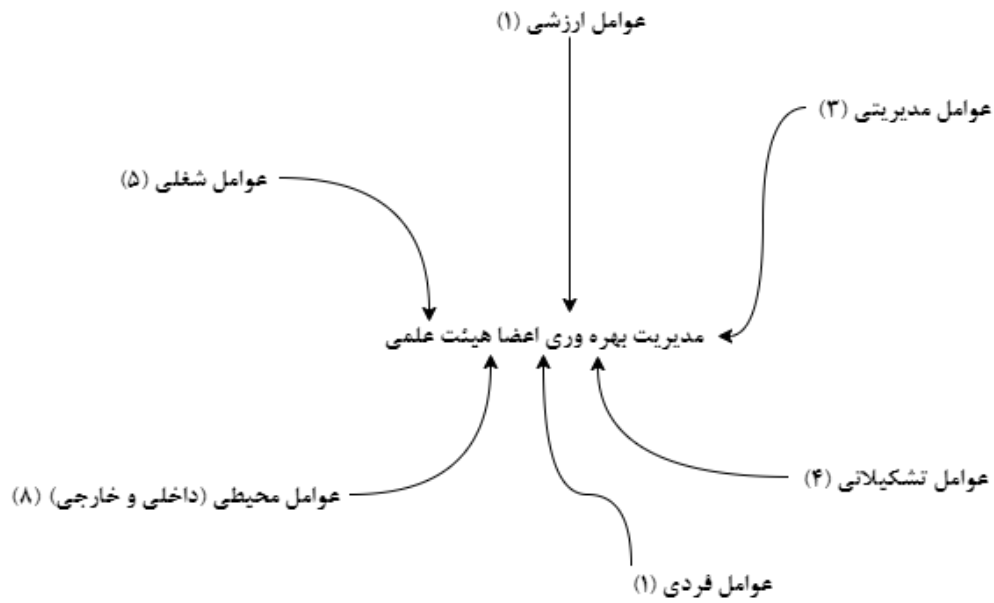 عوامل ارزشی (۱)
عوامل مدیریتی (۳)
عوامل شغلی (۵)
مدیریت بهره وری اعضا هیئت علمی
عوامل تشکیلاتی (۴)
عوامل محیطی (داخلی و خارجی) (۸)
عوامل فردی (۱)